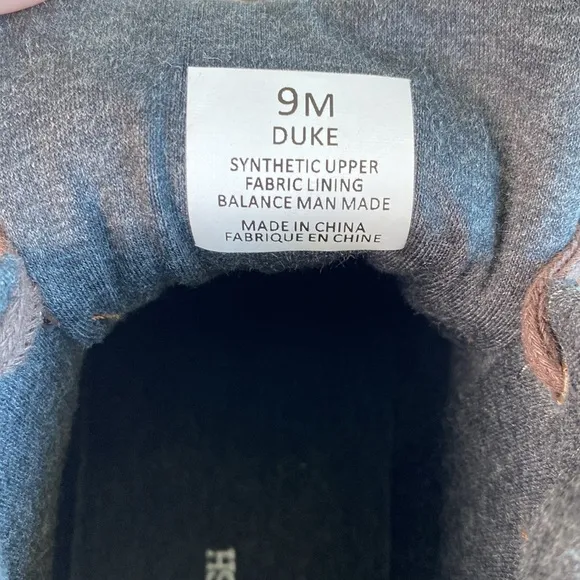 9M
DUKE
SYNTHETIC UPPER
FABRIC LINING
BALANCE MAN MADE
MADE IN CHINA
FABRIQUE EN CHINE